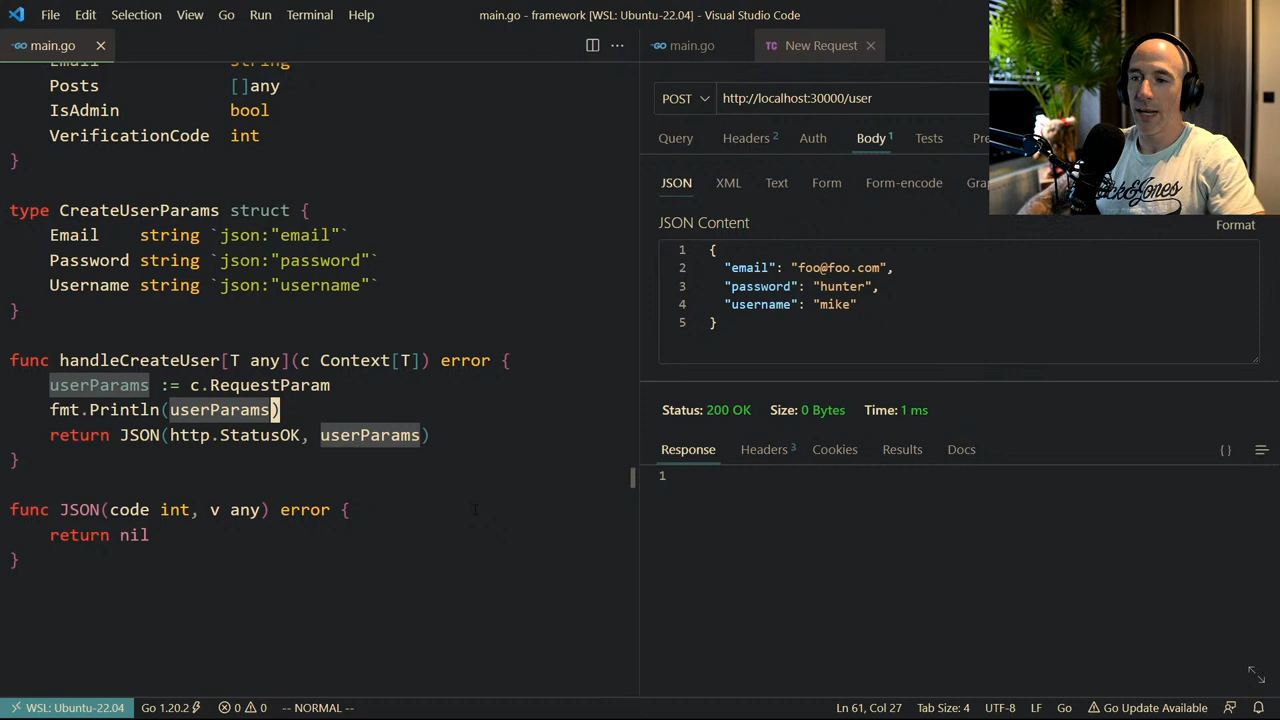 File Edit Selection View Go Run Terminal Help
main.go - framework [WSL: Ubuntu-22.04] - Visual Studio Code
main.go
main.go
TC New Request
Email string
Posts []any
IsAdmin bool
VerificationCode int
}
type CreateUserParams struct {
Email string `json:"email"`
Password string `json:"password"`
Username string `json:"username"`
}
func handleCreateUser[T any](c Context[T]) error {
userParams := c.RequestParam
fmt.Println(userParams)
return JSON(http.StatusOK, userParams)
}
func JSON(code int, v any) error {
return nil
}
POST http://localhost:30000/user
Query Headers 2 Auth Body 1 Tests Pre
JSON XML Text Form Form-encode
JSON Content
Format
1 {
2 "email": "foo@foo.com",
3 "password": "hunter",
4 "username": "mike"
5 }
Status: 200 OK Size: 0 Bytes Time: 1 ms
Response Headers 3 Cookies Results Docs { }
1
WSL: Ubuntu-22.04 Go 1.20.2 0 0 -- NORMAL --
Ln 61, Col 27 Tab Size: 4 UTF-8 LF Go Go Update Available